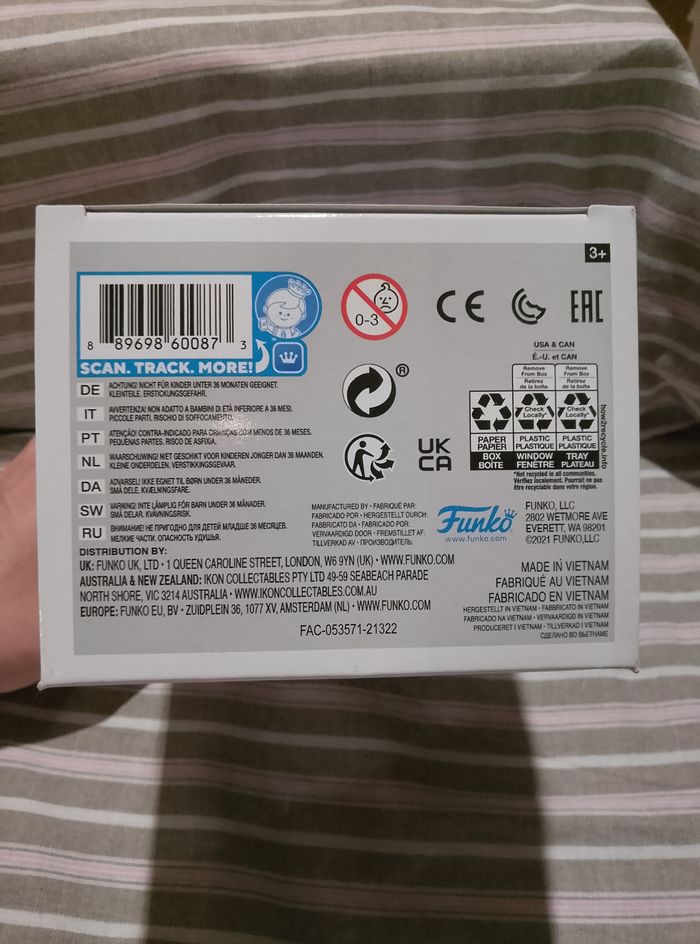 3+
8 89698 60087 3
SCAN. TRACK. MORE!
0-3
CE
EAC
USA & CAN
É.-U. et CAN
Remove From Box
Retirez de la boîte
Remove From Box
Retirez de la boîte
Check Locally*
Check Locally*
PAPER
PAPIER
BOX
BOÎTE
PLASTIC
PLASTIQUE
WINDOW
FENÊTRE
PLASTIC
PLASTIQUE
TRAY
PLATEAU
*Not recycled in all communities.
Vérifiez localement. Pourrait ne pas
être recyclable dans votre région.
how2recycle.info
®
UK
CA
DE ACHTUNG! NICHT FÜR KINDER UNTER 36 MONATEN GEEIGNET.
KLEINTEILE. ERSTICKUNGSGEFAHR.
IT AVVERTENZA! NON ADATTO A BAMBINI DI ETÀ INFERIORE A 36 MESI.
PICCOLE PARTI. RISCHIO DI SOFFOCAMENTO.
PT ATENÇÃO! CONTRA-INDICADO PARA CRIANÇAS COM MENOS DE 36 MESES.
PEQUENAS PARTES. RISCO DE ASFIXIA.
NL WAARSCHUWING! NIET GESCHIKT VOOR KINDEREN JONGER DAN 36 MAANDEN.
KLEINE ONDERDELEN. VERSTIKKINGSGEVAAR.
DA ADVARSEL! IKKE EGNET TIL BØRN UNDER 36 MÅNEDER.
SMÅ DELE. KVÆLNINGSFARE.
SW VARNING! INTE LÄMPLIG FÖR BARN UNDER 36 MÅNADER.
SMÅ DELAR. KVÄVNINGSRISK.
RU ВНИМАНИЕ! НЕ ПРИГОДНО ДЛЯ ДЕТЕЙ МЛАДШЕ 36 МЕСЯЦЕВ.
МЕЛКИЕ ЧАСТИ. ОПАСНОСТЬ УДУШЬЯ.
MANUFACTURED BY • FABRIQUÉ PAR:
FABRICADO POR • HERGESTELLT DURCH:
FABRICATO DA • FABRICADO POR:
VERVAARDIGD DOOR • FREMSTILLET AF:
TILLVERKAD AV • ПРОИЗВОДИТЕЛЬ:
Funko
www.funko.com
FUNKO, LLC
2802 WETMORE AVE
EVERETT, WA 98201
©2021 FUNKO,LLC
DISTRIBUTION BY:
UK: FUNKO UK, LTD • 1 QUEEN CAROLINE STREET, LONDON, W6 9YN (UK) • WWW.FUNKO.COM
AUSTRALIA & NEW ZEALAND: IKON COLLECTABLES PTY LTD 49-59 SEABEACH PARADE
NORTH SHORE, VIC 3214 AUSTRALIA • WWW.IKONCOLLECTABLES.COM.AU
EUROPE: FUNKO EU, BV • ZUIDPLEIN 36, 1077 XV, AMSTERDAM (NL) • WWW.FUNKO.COM
FAC-053571-21322
MADE IN VIETNAM
FABRIQUÉ AU VIETNAM
FABRICADO EN VIETNAM
HERGESTELLT IN VIETNAM • FABBRICATO IN VIETNAM
FABRICADO NA VIETNAM • VERVAARDIGD IN VIETNAM
PRODUCERET I VIETNAM • TILLVERKAD I VIETNAM
СДЕЛАНО ВО ВЬЕТНАМЕ